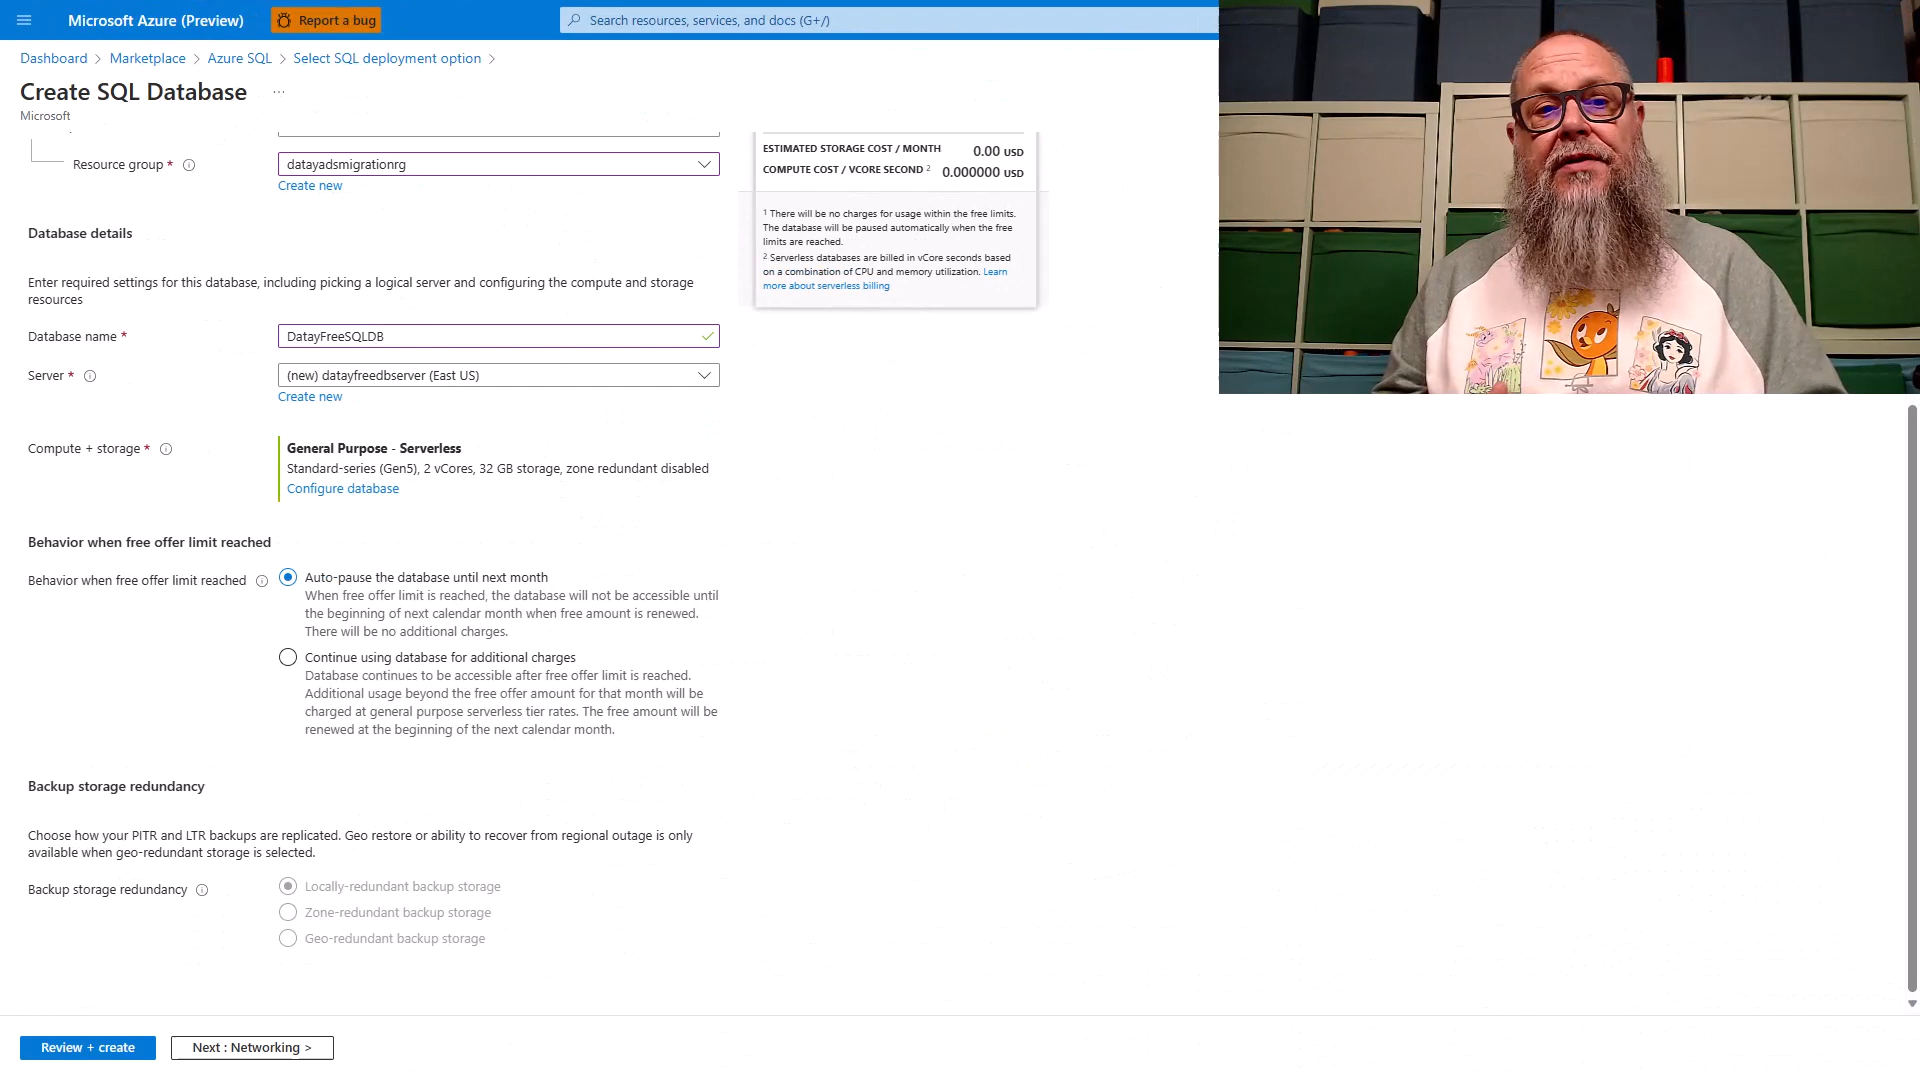 Microsoft Azure (Preview)
Report a bug
Search resources, services, and docs (G+/)
Dashboard > Marketplace > Azure SQL > Select SQL deployment option >
Create SQL Database ...
Microsoft
Resource group *
datayadsmigrationrg
Create new
ESTIMATED STORAGE COST / MONTH 0.00 USD
COMPUTE COST / VCORE SECOND 2 0.000000 USD
1 There will be no charges for usage within the free limits.
The database will be paused automatically when the free
limits are reached.
2 Serverless databases are billed in vCore seconds based
on a combination of CPU and memory utilization. Learn
more about serverless billing
Database details
Enter required settings for this database, including picking a logical server and configuring the compute and storage
resources
Database name *
DatayFreeSQLDB
Server *
(new) datayfreedbserver (East US)
Create new
Compute + storage *
General Purpose - Serverless
Standard-series (Gen5), 2 vCores, 32 GB storage, zone redundant disabled
Configure database
Behavior when free offer limit reached
Behavior when free offer limit reached
Auto-pause the database until next month
When free offer limit is reached, the database will not be accessible until
the beginning of next calendar month when free amount is renewed.
There will be no additional charges.
Continue using database for additional charges
Database continues to be accessible after free offer limit is reached.
Additional usage beyond the free offer amount for that month will be
charged at general purpose serverless tier rates. The free amount will be
renewed at the beginning of the next calendar month.
Backup storage redundancy
Choose how your PITR and LTR backups are replicated. Geo restore or ability to recover from regional outage is only
available when geo-redundant storage is selected.
Backup storage redundancy
Locally-redundant backup storage
Zone-redundant backup storage
Geo-redundant backup storage
Review + create
Next : Networking >